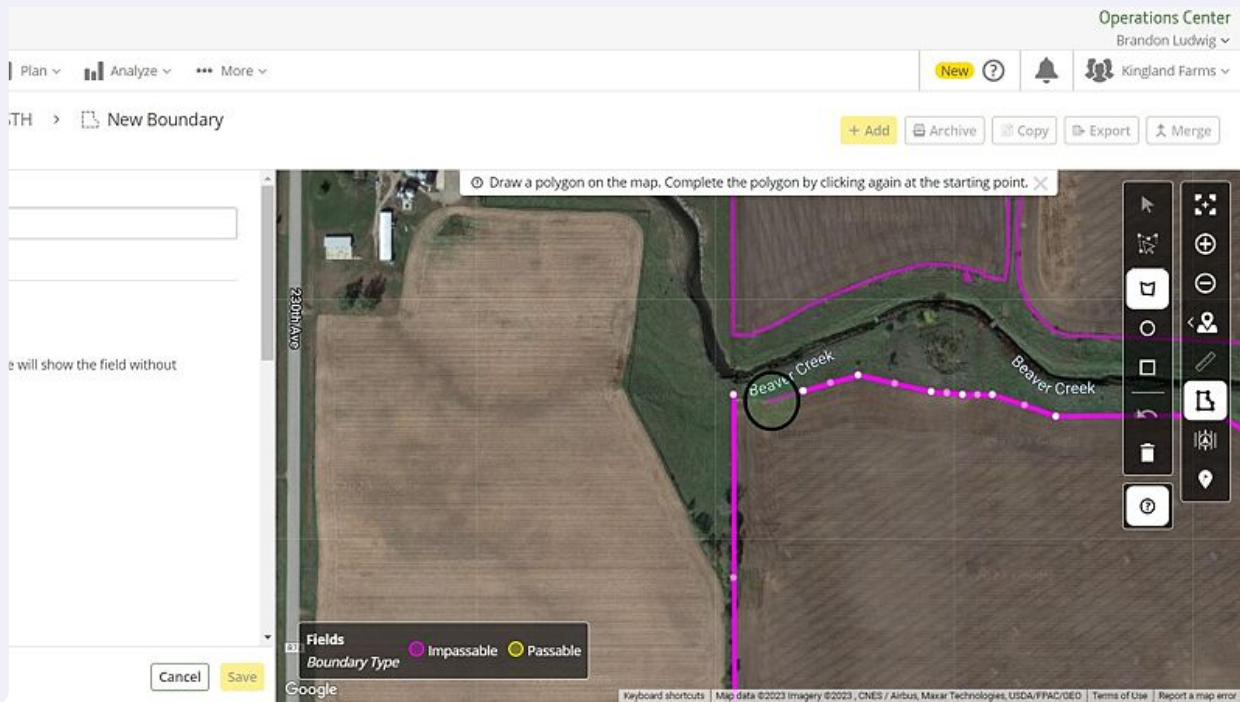 Operations Center
Brandon Ludwig
Plan
Analyze
More
New
Kingland Farms
STH > New Boundary
+ Add
Archive
Copy
Export
Merge
Draw a polygon on the map. Complete the polygon by clicking again at the starting point.
230th Ave
e will show the field without
Beaver Creek
Beaver Creek
Fields
Boundary Type
Impassable
Passable
Cancel
Save
Google
Keyboard shortcuts
Map data ©2023 Imagery ©2023 , CNES / Airbus, Maxar Technologies, USDA/FPAC/GEO
Terms of Use
Report a map error